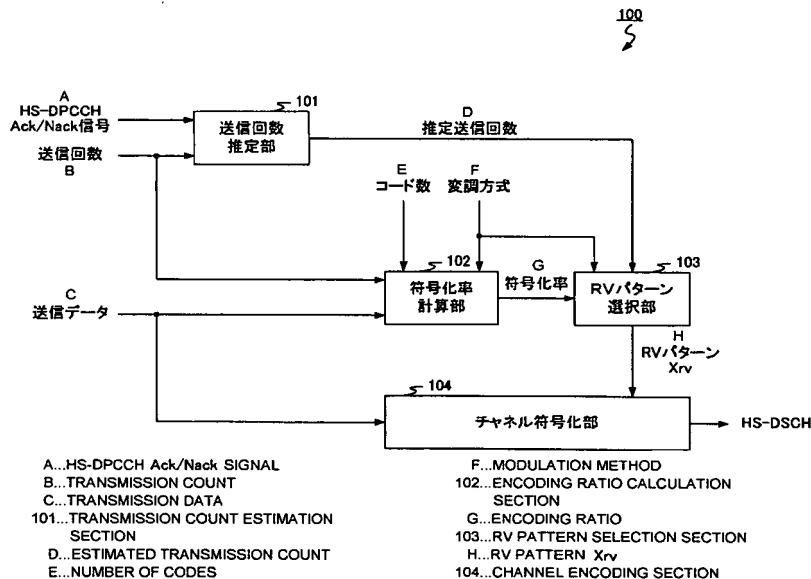 100
A
HS-DPCCH
Ack/Nack信号
送信回数
B
101
送信回数
推定部
D
推定送信回数
E
コード数
F
変調方式
102
符号化率
計算部
G
符号化率
103
RVパターン
選択部
C
送信データ
H
RVパターン
Xrv
104
チャネル符号化部
HS-DSCH
A...HS-DPCCH Ack/Nack SIGNAL
B...TRANSMISSION COUNT
C...TRANSMISSION DATA
101...TRANSMISSION COUNT ESTIMATION
SECTION
D...ESTIMATED TRANSMISSION COUNT
E...NUMBER OF CODES
F...MODULATION METHOD
102...ENCODING RATIO CALCULATION
SECTION
G...ENCODING RATIO
103...RV PATTERN SELECTION SECTION
H...RV PATTERN Xrv
104...CHANNEL ENCODING SECTION